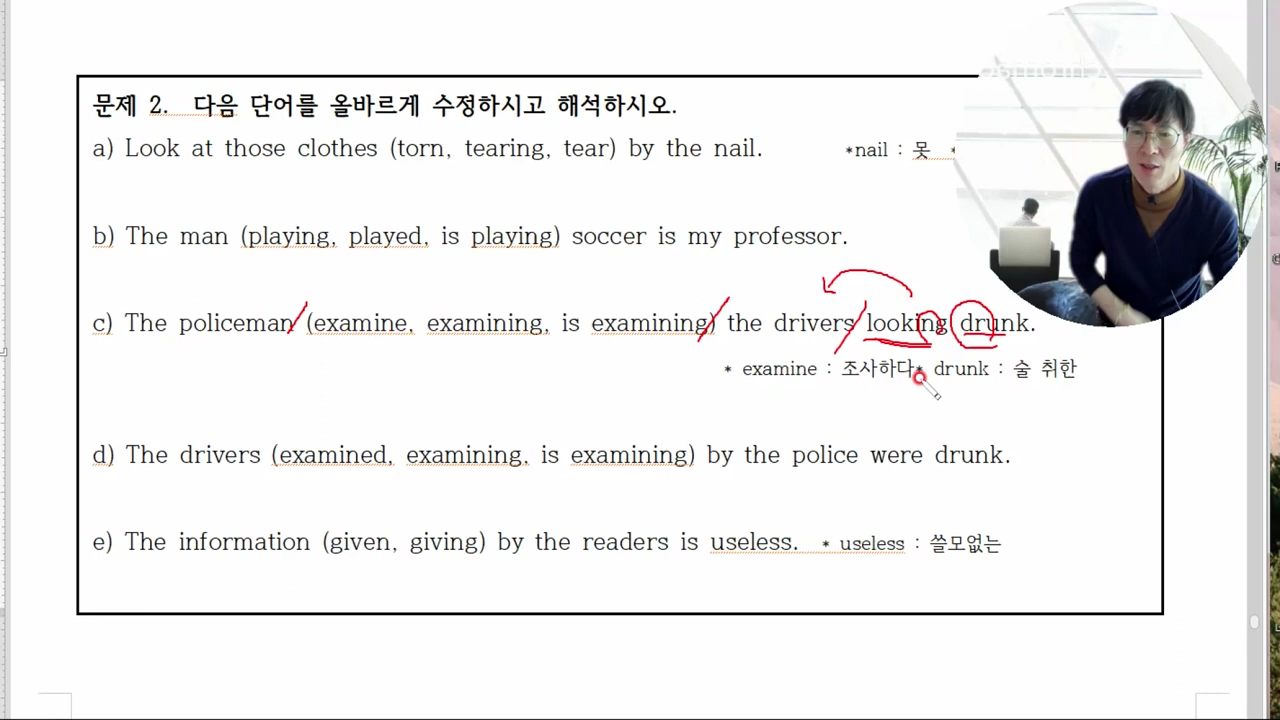 문제 2. 다음 단어를 올바르게 수정하시고 해석하시오.
a) Look at those clothes (torn, tearing, tear) by the nail. *nail : 못 *
b) The man (playing, played, is playing) soccer is my professor.
c) The policeman (examine, examining, is examining) the drivers looking drunk.
* examine : 조사하다* drunk : 술 취한
d) The drivers (examined, examining, is examining) by the police were drunk.
e) The information (given, giving) by the readers is useless. * useless : 쓸모없는